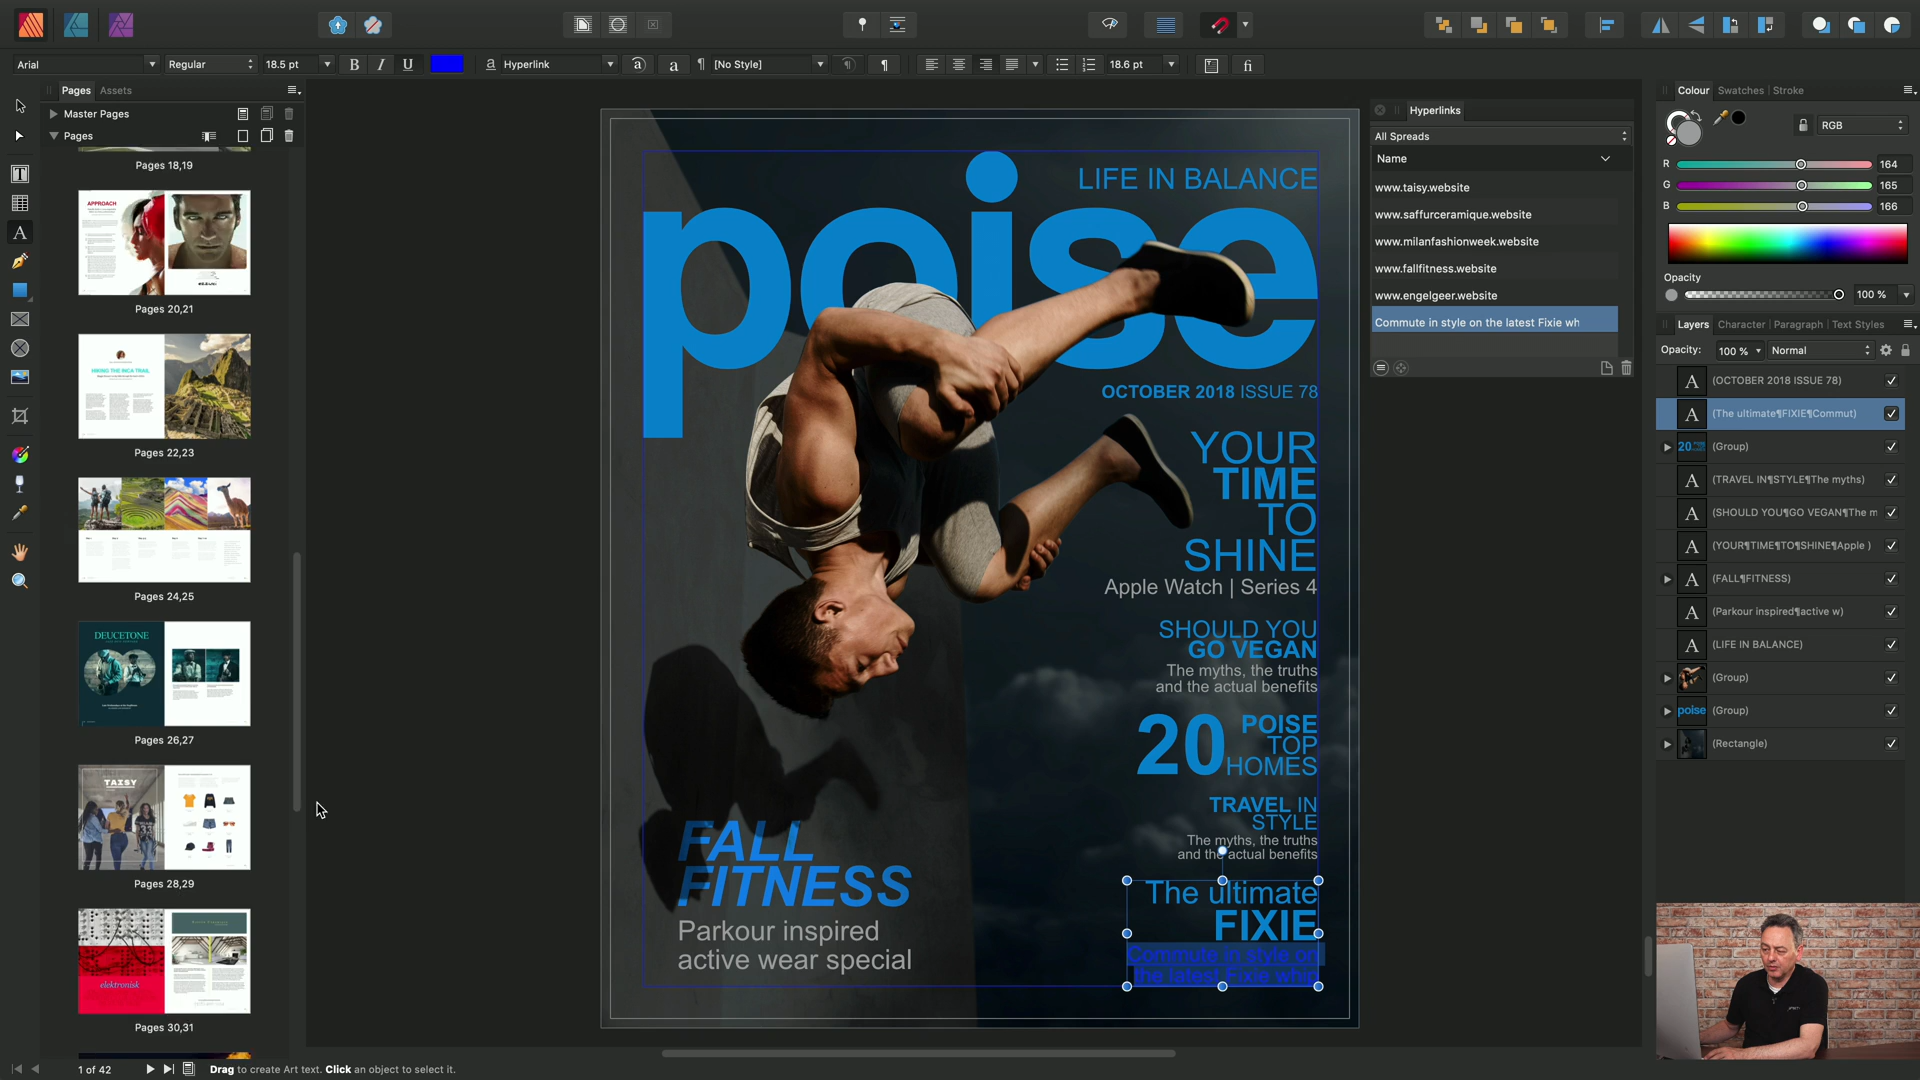 Arial
Regular
18.5 pt
B
I
U
a
Hyperlink
a
a
¶
[No Style]
¶
¶
18.6 pt
fi
Pages
Assets
Master Pages
Pages
Pages 18,19
APPROACH
Pages 20,21
HIKING THE INCA TRAIL
Pages 22,23
Pages 24,25
DEUCETONE
Pages 26,27
TAISY
Pages 28,29
elektronisk
Pages 30,31
T
A
1 of 42
Drag to create Art text. Click an object to select it.
LIFE IN BALANCE
poise
OCTOBER 2018 ISSUE 78
YOUR
TIME
TO
SHINE
Apple Watch | Series 4
SHOULD YOU
GO VEGAN
The myths, the truths
and the actual benefits
20
POISE
TOP
HOMES
TRAVEL IN
STYLE
The myths, the truths
and the actual benefits
The ultimate
FIXIE
Commute in style on
the latest Fixie whip
FALL
FITNESS
Parkour inspired
active wear special
Hyperlinks
All Spreads
Name
www.taisy.website
www.saffurceramique.website
www.milanfashionweek.website
www.fallfitness.website
www.engelgeer.website
Commute in style on the latest Fixie wh
Colour
Swatches
Stroke
RGB
R
164
G
165
B
166
Opacity
100 %
Layers
Character
Paragraph
Text Styles
Opacity:
100 %
Normal
A
(OCTOBER 2018 ISSUE 78)
A
(The ultimate¶FIXIE¶Commut)
(Group)
A
(TRAVEL IN¶STYLE¶The myths)
A
(SHOULD YOU¶GO VEGAN¶The m
A
(YOUR¶TIME¶TO¶SHINE¶Apple )
A
(FALL¶FITNESS)
A
(Parkour inspired¶active w)
A
(LIFE IN BALANCE)
(Group)
poise
(Group)
(Rectangle)